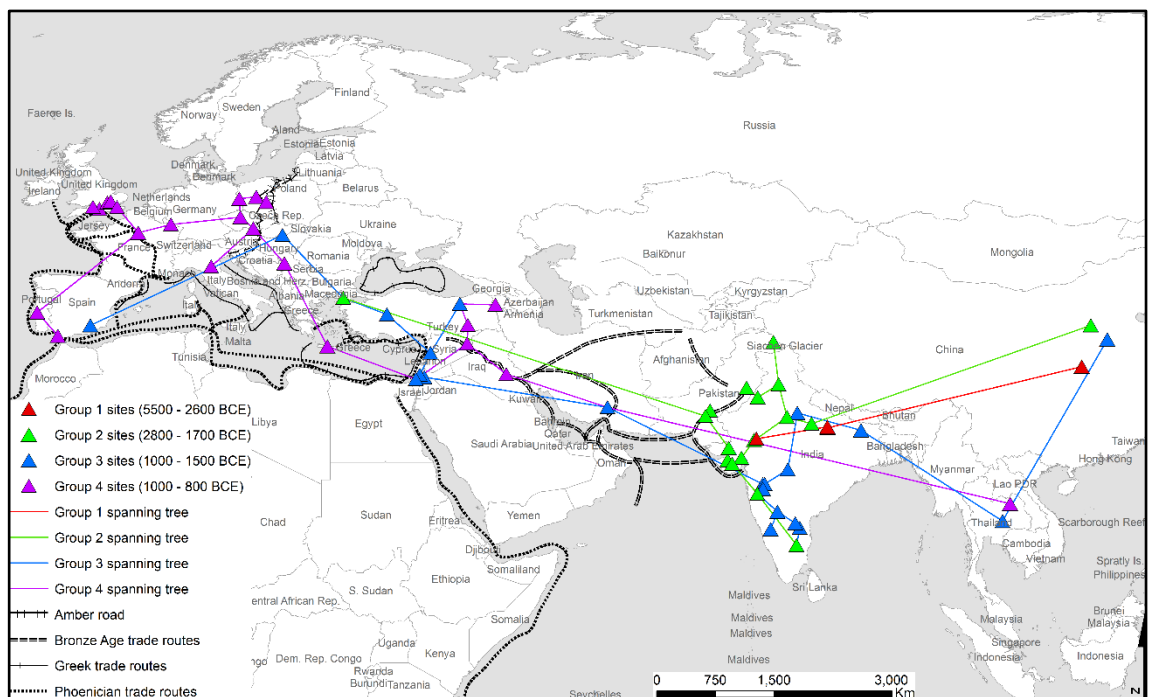 Finland
Faeroe Is.
Norway
Sweden
Russia
Aland
Estonia
Estonia
Latvia
Denmark
Denmark
Lithuania
United Kingdom
United Kingdom
Ireland
Netherlands
Poland
Belarus
Belgium
Germany
Jersey
Czech Rep.
Ukraine
Slovakia
Kazakhstan
France
Switzerland
Austria
Hungary
Moldova
Mongolia
Croatia
Romania
Baikonur
Monaco
Italy
Serbia
Andorra
Bosnia and Herz.
Bulgaria
Georgia
Uzbekistan
Kyrgyzstan
Vatican
Albania
Macedonia
Azerbaijan
Portugal
Spain
Italy
Greece
Armenia
Turkmenistan
Tajikistan
Italy
Malta
Turkey
Siachen Glacier
China
Tunisia
Greece
Cyprus
Syria
Lebanon
Afghanistan
Morocco
Iraq
Iran
Israel
Jordan
Kuwait
Pakistan
Nepal
Bhutan
Group 1 sites (5500 - 2600 BCE)
Libya
Egypt
Bahrain
Qatar
Saudi Arabia
United Arab Emirates
Oman
India
Bangladesh
Taiwan
Hong Kong
Group 2 sites (2800 - 1700 BCE)
Myanmar
Group 3 sites (1000 - 1500 BCE)
Lao PDR
Group 4 sites (1000 - 800 BCE)
Chad
Sudan
Eritrea
Yemen
Thailand
Scarborough Reef
Group 1 spanning tree
Cambodia
Group 2 spanning tree
Djibouti
Vietnam
Somaliland
Spratly Is.
Group 3 spanning tree
Ethiopia
Philippines
Sri Lanka
Group 4 spanning tree
Central African Rep.
S. Sudan
Maldives
Amber road
Somalia
Maldives
Brunei
Malaysia
Malaysia
Bronze Age trade routes
Uganda
Maldives
Singapore
Greek trade routes
Dem. Rep. Congo
Kenya
Maldives
Indonesia
Indonesia
Rwanda
Burundi
Tanzania
Phoenician trade routes
Seychelles
0 750 1,500 3,000
Km
N